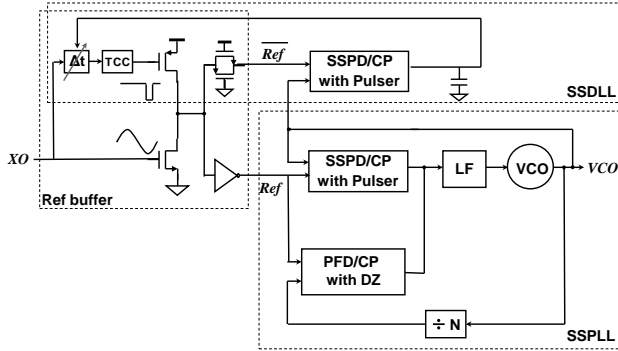 Δt
TCC
Ref
SSPD/CP
with Pulser
SSDLL
XO
Ref buffer
Ref
SSPD/CP
with Pulser
LF
VCO
VCO
PFD/CP
with DZ
÷ N
SSPLL